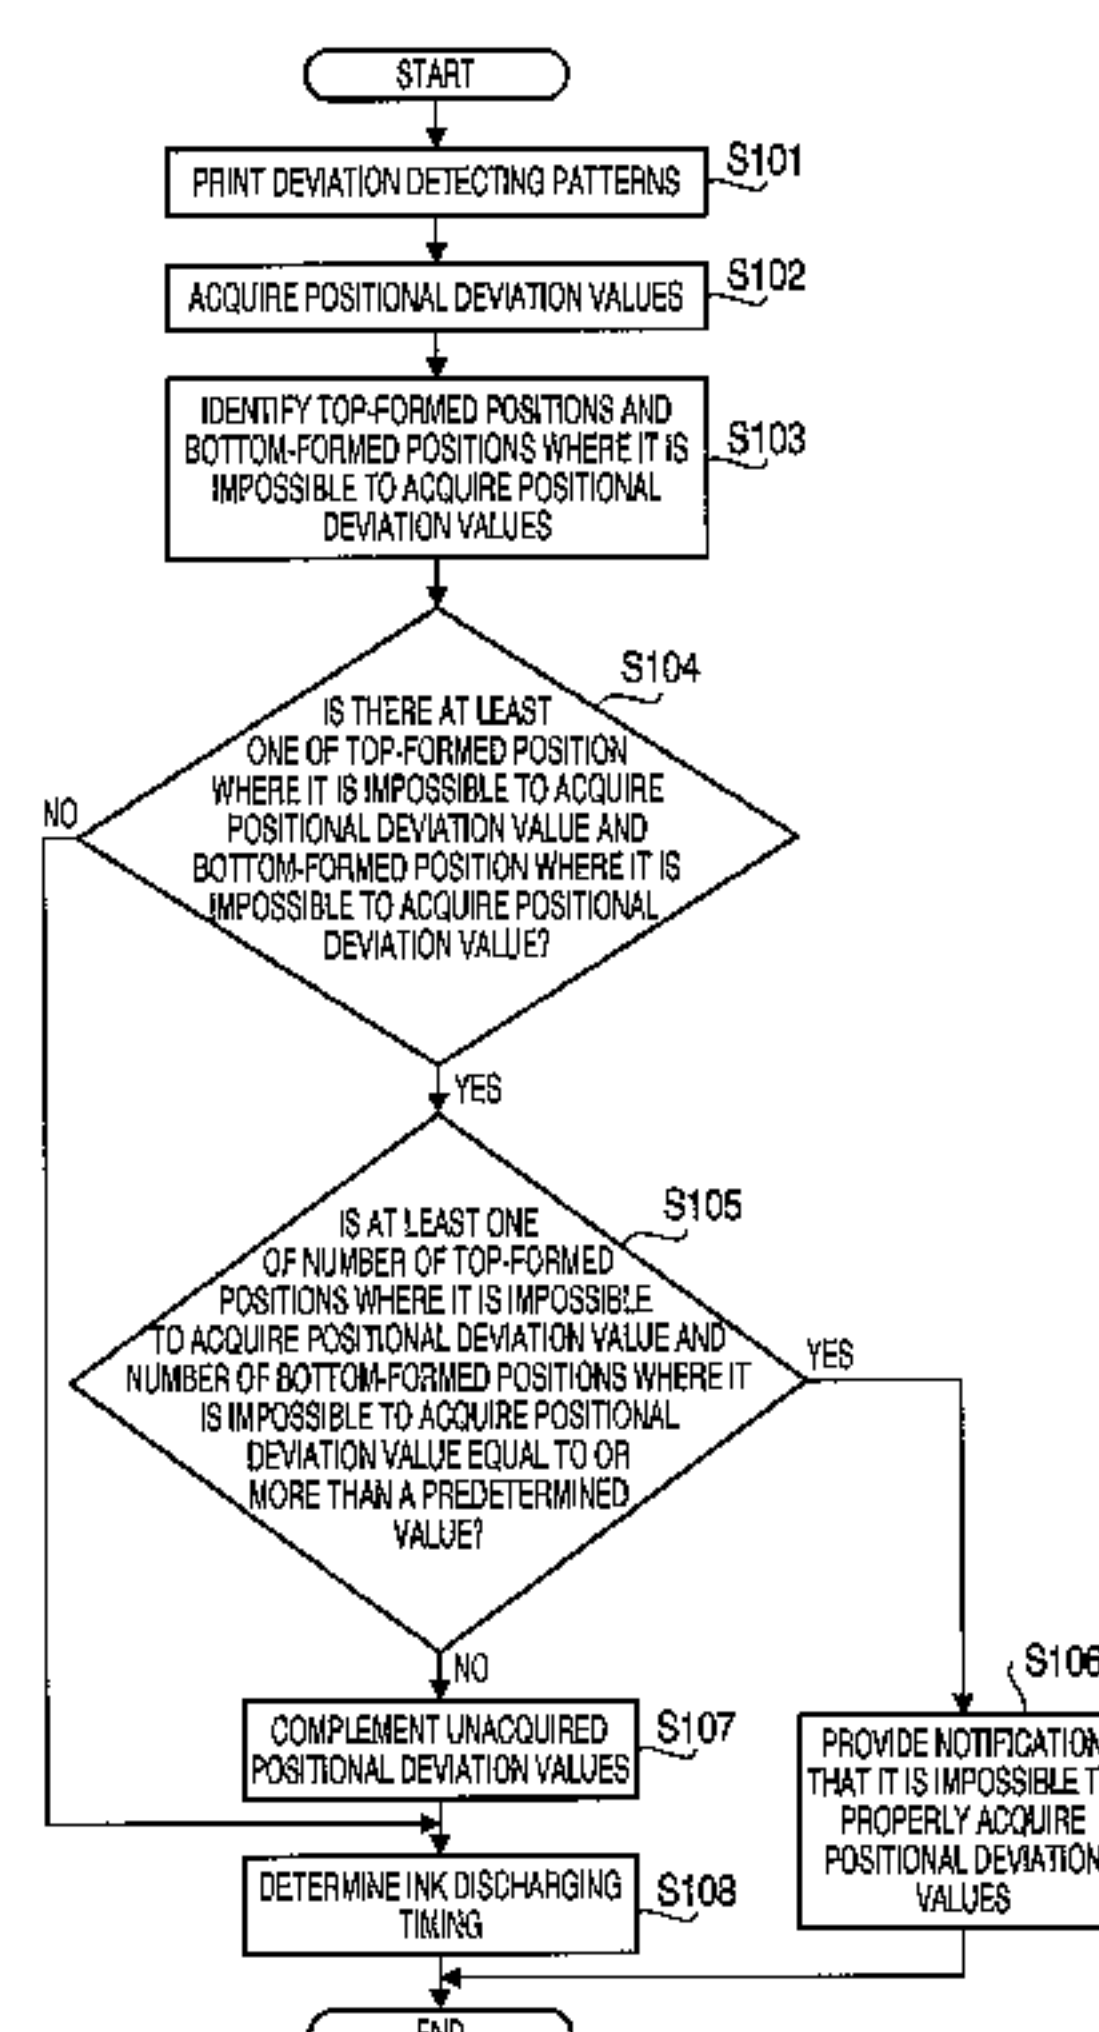 START
PRINT DEVIATION DETECTING PATTERNS
S101
ACQUIRE POSITIONAL DEVIATION VALUES
S102
IDENTIFY TOP-FORMED POSITIONS AND
BOTTOM-FORMED POSITIONS WHERE IT IS
IMPOSSIBLE TO ACQUIRE POSITIONAL
DEVIATION VALUES
S103
S104
IS THERE AT LEAST
ONE OF TOP-FORMED POSITION
WHERE IT IS IMPOSSIBLE TO ACQUIRE
POSITIONAL DEVIATION VALUE AND
BOTTOM-FORMED POSITION WHERE IT IS
IMPOSSIBLE TO ACQUIRE POSITIONAL
DEVIATION VALUE?
NO
YES
S105
IS AT LEAST ONE
OF NUMBER OF TOP-FORMED
POSITIONS WHERE IT IS IMPOSSIBLE
TO ACQUIRE POSITIONAL DEVIATION VALUE AND
NUMBER OF BOTTOM-FORMED POSITIONS WHERE IT
IS IMPOSSIBLE TO ACQUIRE POSITIONAL
DEVIATION VALUE EQUAL TO OR
MORE THAN A PREDETERMINED
VALUE?
YES
NO
S106
PROVIDE NOTIFICATION
THAT IT IS IMPOSSIBLE T
PROPERLY ACQUIRE
POSITIONAL DEVIATION
VALUES
COMPLEMENT UNACQUIRED
POSITIONAL DEVIATION VALUES
S107
DETERMINE INK DISCHARGING
TIMING
S108
END